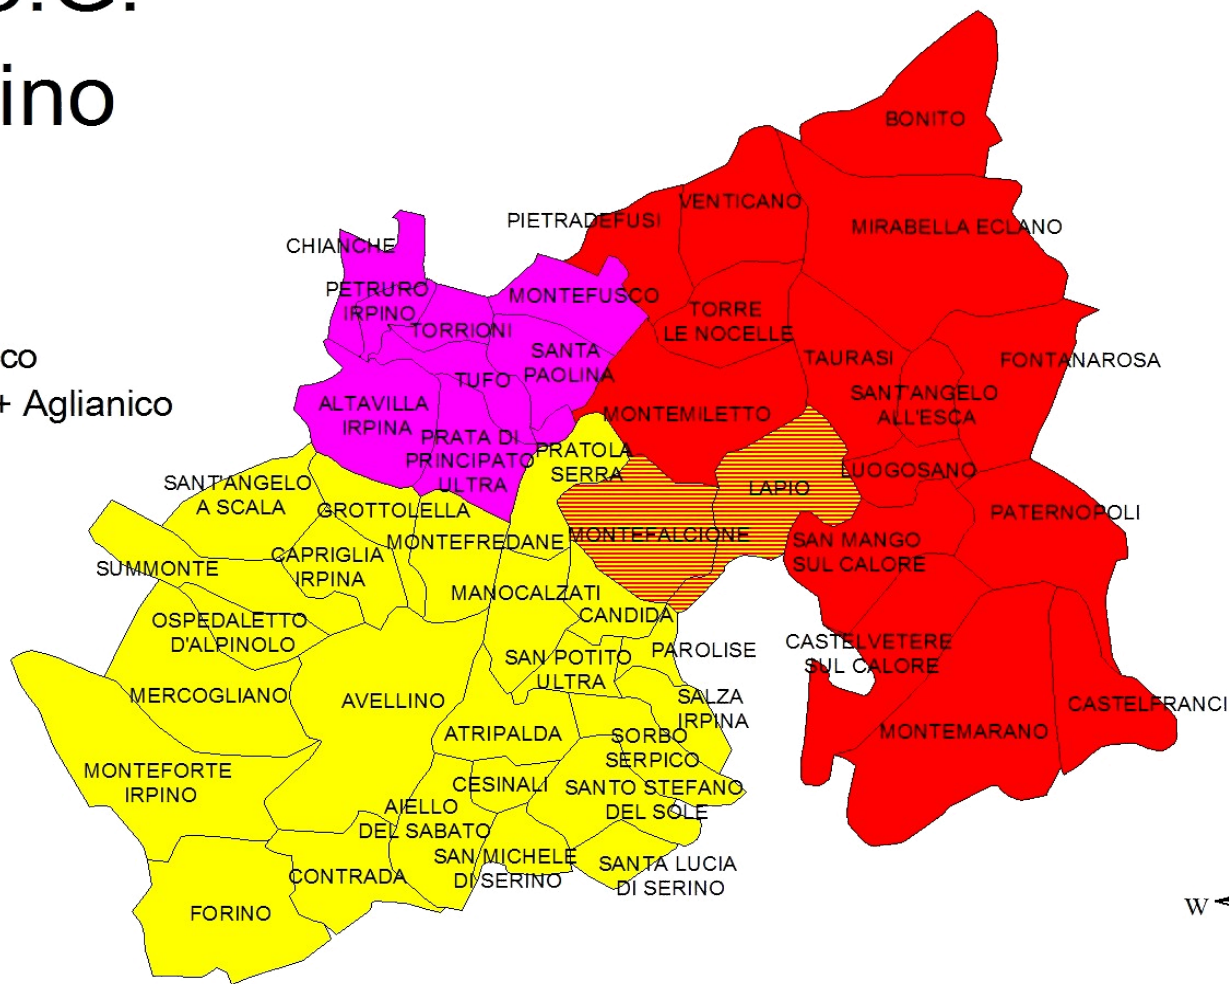 ino
BONITO
VENTICANO
PIETRADEFUSI
MIRABELLA ECLANO
CHIANCHE
PETRURO
IRPINO
MONTEFUSCO
TORRIONI
TORRE
LE NOCELLE
SANTA
PAOLINA
TAURASI
FONTANAROSA
co
+ Aglianico
TUFO
SANT'ANGELO
ALL'ESCA
ALTAVILLA
IRPINA
MONTEMILETTO
PRATA DI
PRINCIPATO
ULTRA
PRATOLA
SERRA
LUOGOSANO
LAPIO
SANT'ANGELO
A SCALA
GROTTOLELLA
PATERNOPOLI
MONTEFREDANE
MONTEFALCIONE
SAN MANGO
SUL CALORE
CAPRIGLIA
IRPINA
SUMMONTE
MANOCALZATI
CANDIDA
OSPEDALETTO
D'ALPINOLO
PAROLISE
CASTELVETERE
SUL CALORE
SAN POTITO
ULTRA
MERCOGLIANO
AVELLINO
SALZA
IRPINA
CASTELFRANCI
ATRIPALDA
SORBO
SERPICO
MONTEMARANO
MONTEFORTE
IRPINO
CESINALI
SANTO STEFANO
DEL SOLE
AIELLO
DEL SABATO
SAN MICHELE
DI SERINO
SANTA LUCIA
DI SERINO
CONTRADA
FORINO
W